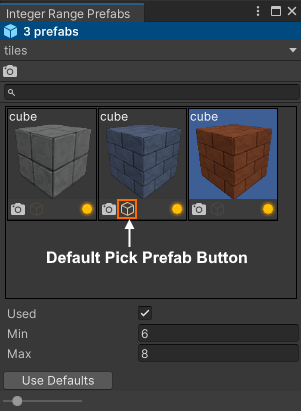 Integer Range Prefabs
3 prefabs
tiles
cube cube cube
Default Pick Prefab Button
Used
Min 6
Max 8
Use Defaults